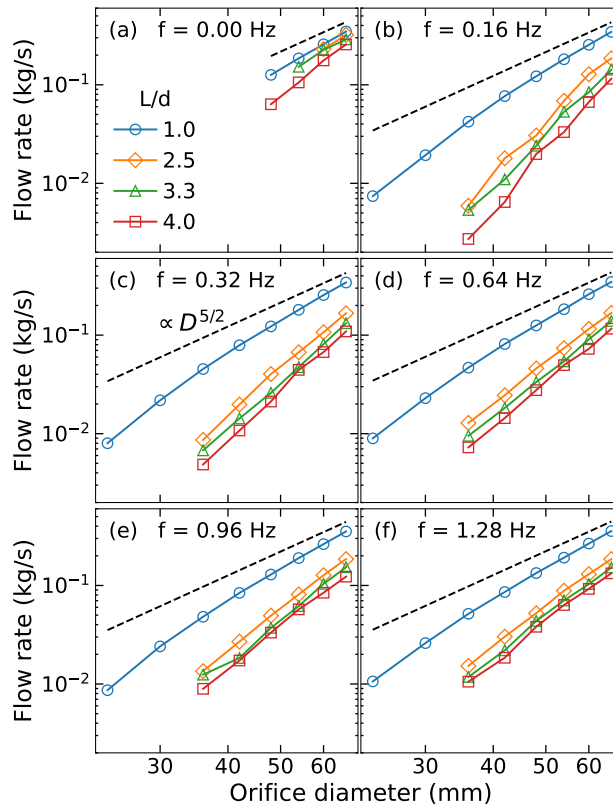 (a) f = 0.00 Hz
(b) f = 0.16 Hz
L/d
1.0
2.5
3.3
4.0
Flow rate (kg/s)
10⁻¹
10⁻²
(c) f = 0.32 Hz
(d) f = 0.64 Hz
∝ D⁵ᐟ²
Flow rate (kg/s)
10⁻¹
10⁻²
(e) f = 0.96 Hz
(f) f = 1.28 Hz
Flow rate (kg/s)
10⁻¹
10⁻²
30 40 50 60 30 40 50 60
Orifice diameter (mm)